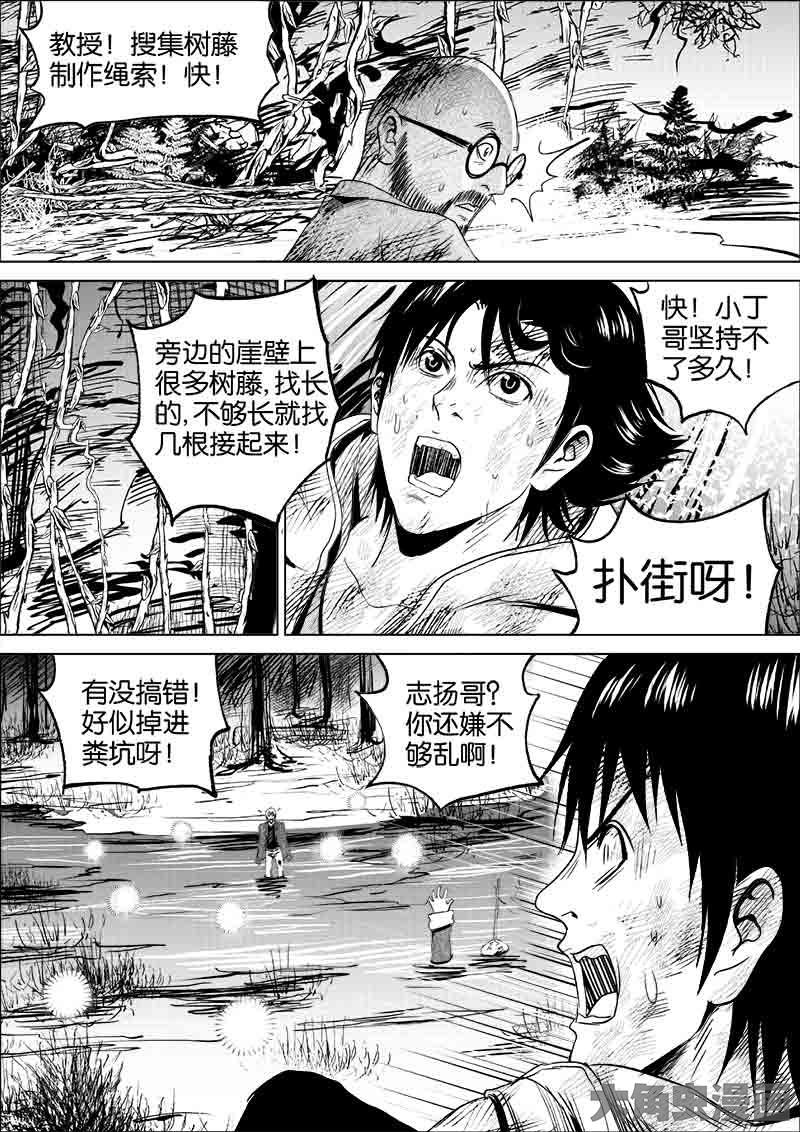 教授！搜集树藤
制作绳索！快！
旁边的崖壁上
很多树藤，找长
的，不够长就找
几根接起来！
快！小丁
哥坚持不
了多久！
扑街呀！
有没搞错！
好似掉进
粪坑呀！
志扬哥？
你还嫌不
够乱啊！
大角虫漫画